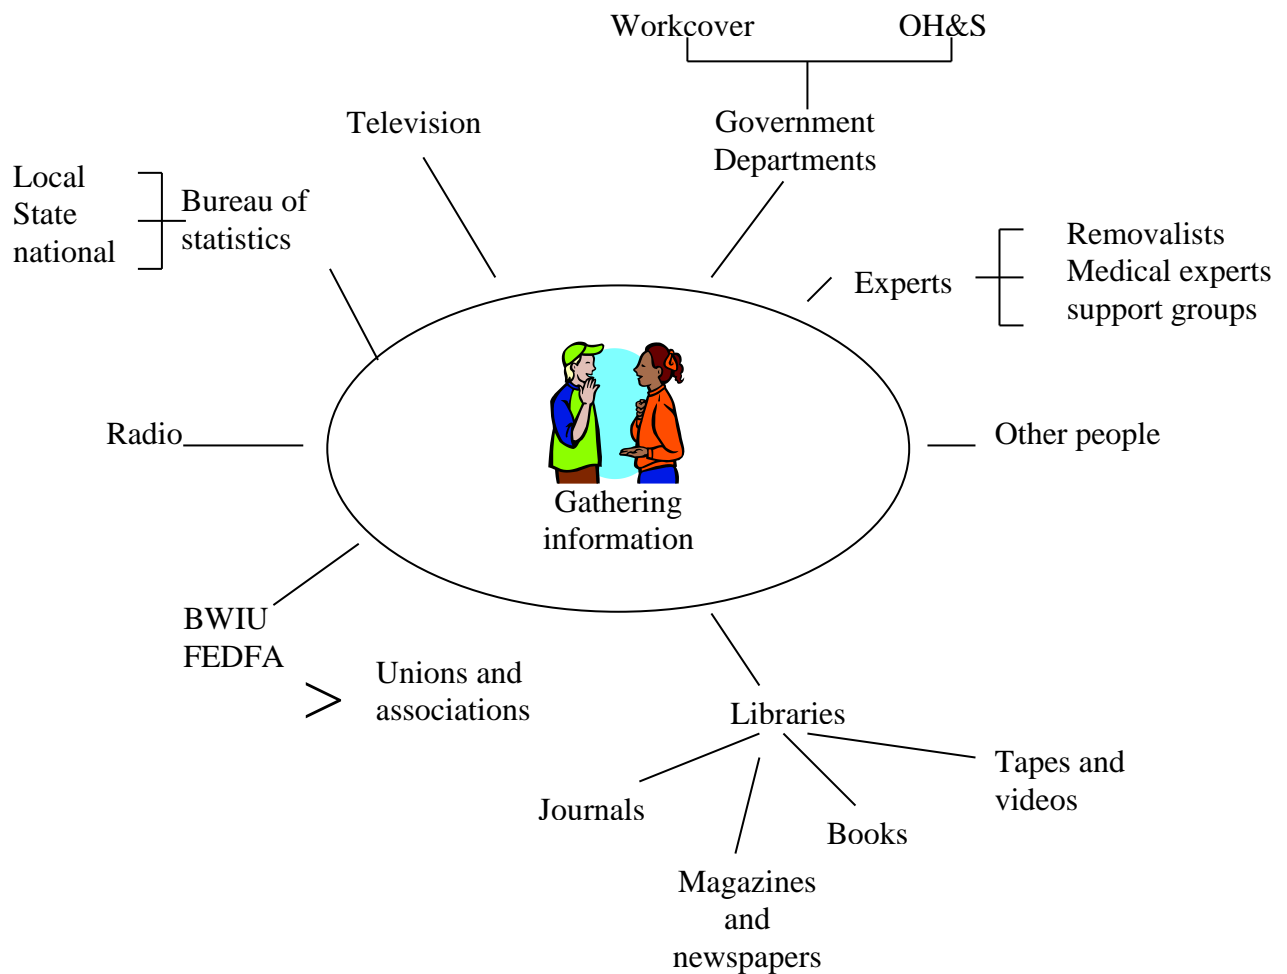 Workcover
OH&S
Television
Government
Departments
Local
State
national
Bureau of
statistics
Experts
Removalists
Medical experts
support groups
Radio
Other people
Gathering
information
BWIU
FEDFA
>
Unions and
associations
Libraries
Journals
Books
Tapes and
videos
Magazines
and
newspapers